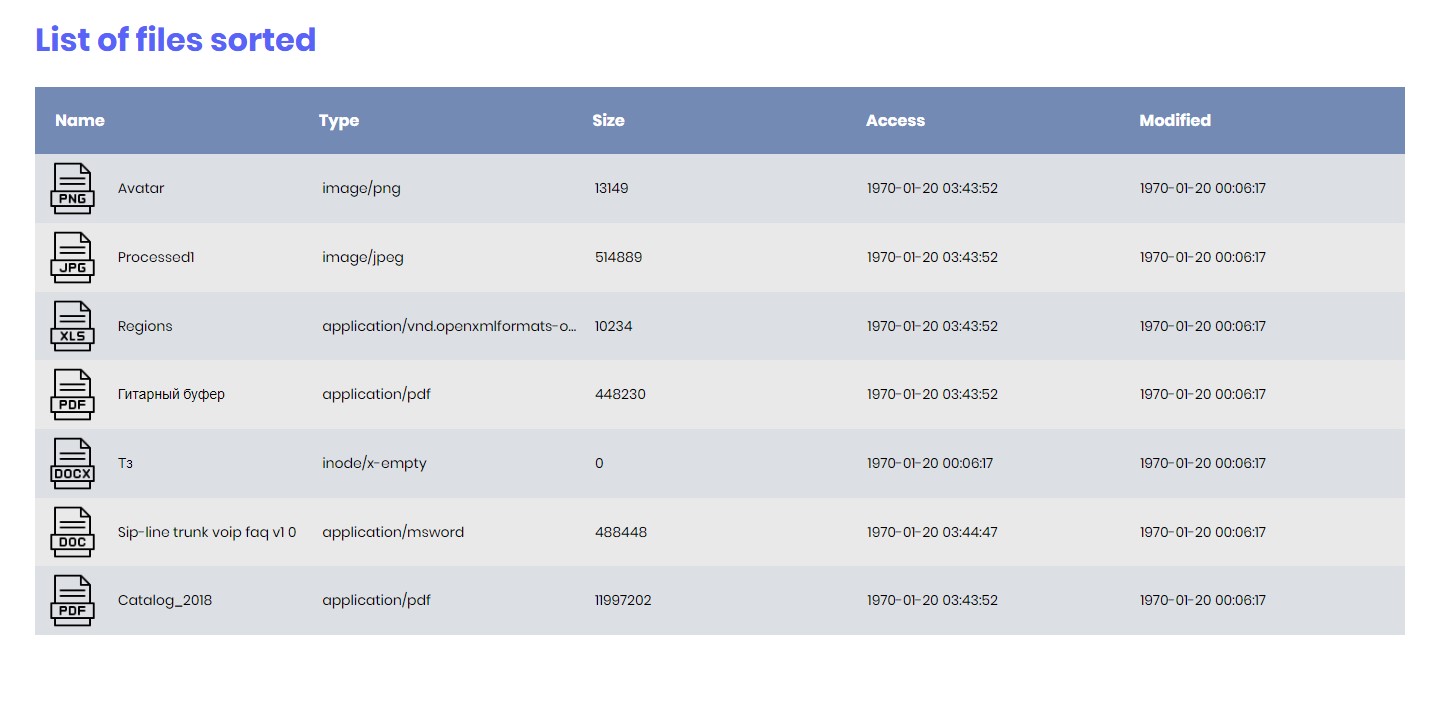 List of files sorted
Name Type Size Access Modified
PNG Avatar image/png 13149 1970-01-20 03:43:52 1970-01-20 00:06:17
JPG Processed1 image/jpeg 514889 1970-01-20 03:43:52 1970-01-20 00:06:17
XLS Regions application/vnd.openxmlformats-o... 10234 1970-01-20 03:43:52 1970-01-20 00:06:17
PDF Гитарный буфер application/pdf 448230 1970-01-20 03:43:52 1970-01-20 00:06:17
DOCX Тз inode/x-empty 0 1970-01-20 00:06:17 1970-01-20 00:06:17
DOC Sip-line trunk voip faq v1 0 application/msword 488448 1970-01-20 03:44:47 1970-01-20 00:06:17
PDF Catalog_2018 application/pdf 11997202 1970-01-20 03:43:52 1970-01-20 00:06:17